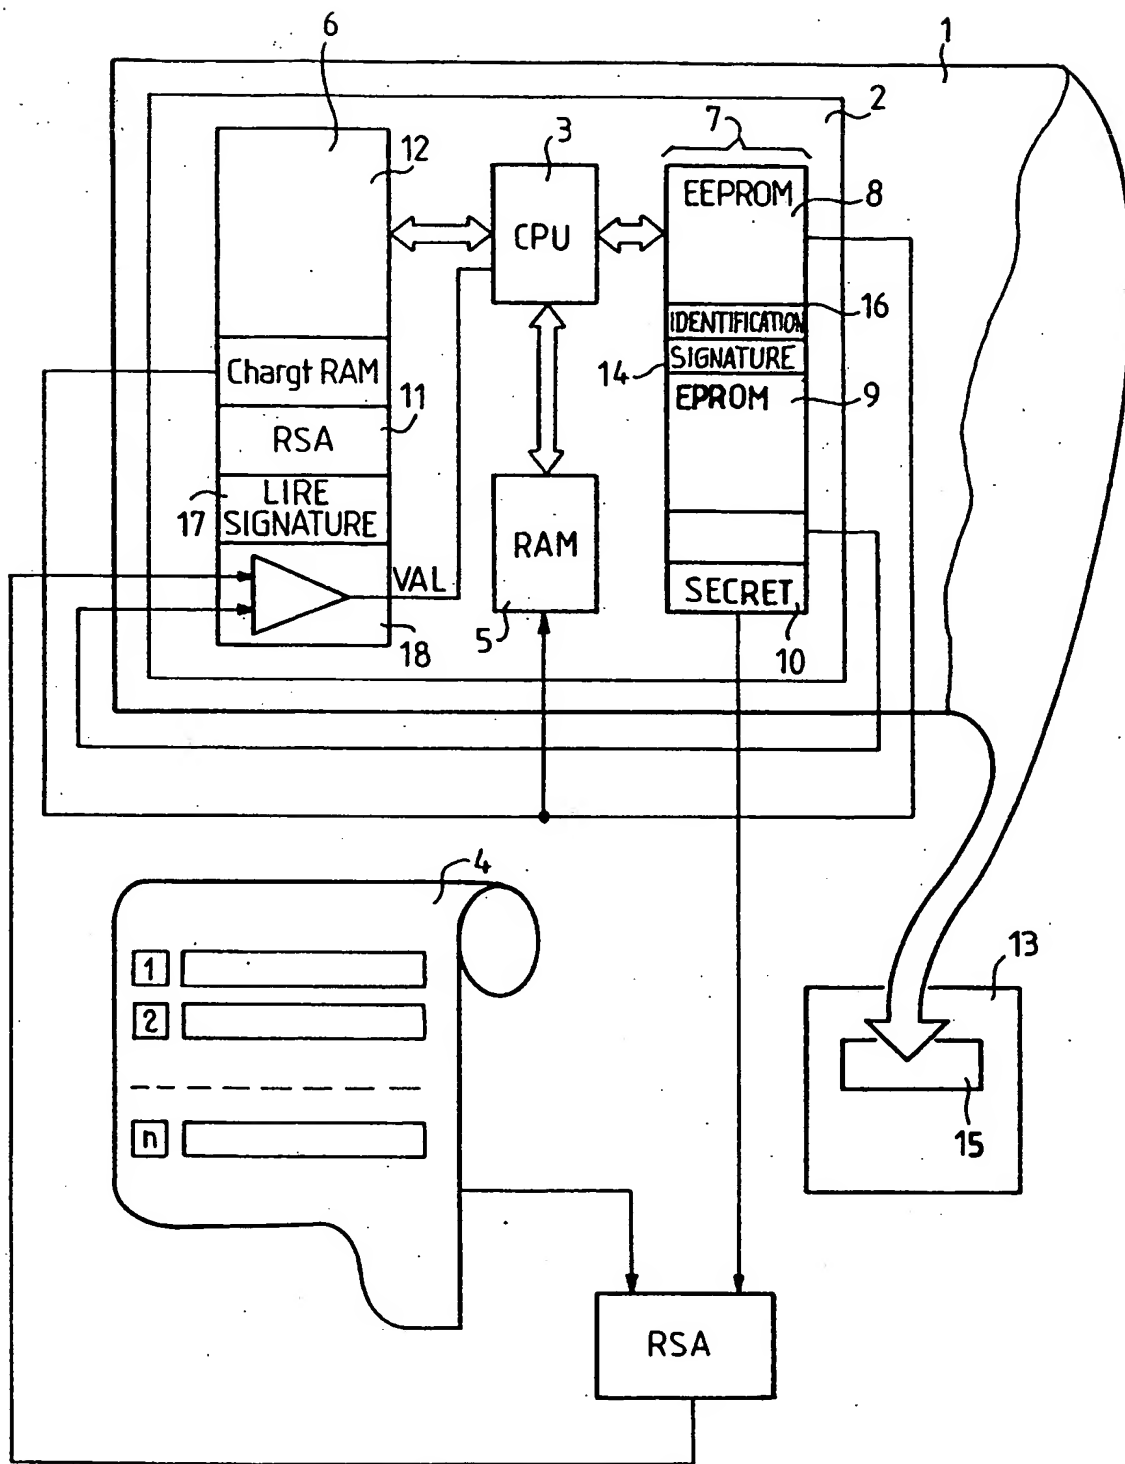 6
1
12
3
7
2
EEPROM
8
CPU
16
IDENTIFICATION
14
SIGNATURE
Chargt RAM
11
EPROM
9
RSA
17
LIRE
SIGNATURE
RAM
VAL
SECRET
5
18
10
4
1
2
n
13
15
RSA